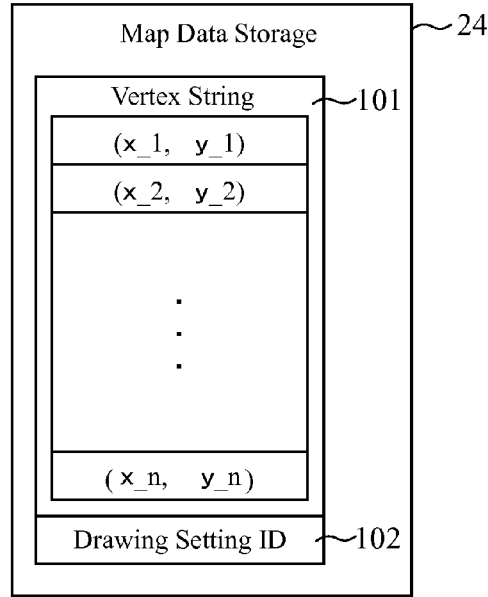 Map Data Storage
24
Vertex String
101
(x_1, y_1)
(x_2, y_2)
.
.
.
(x_n, y_n)
Drawing Setting ID
102